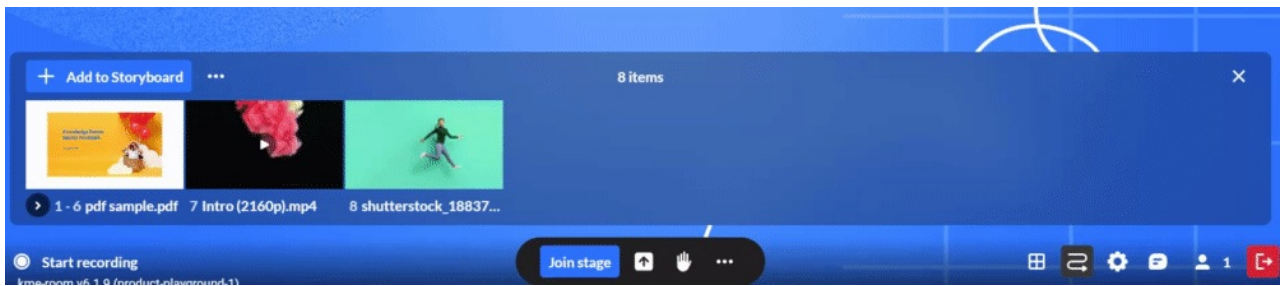 + Add to Storyboard ...
8 items
1 - 6 pdf sample.pdf
7 Intro (2160p).mp4
8 shutterstock_18837...
Start recording
Join stage
1
kme-room v6.1.9 (product-playground-1)